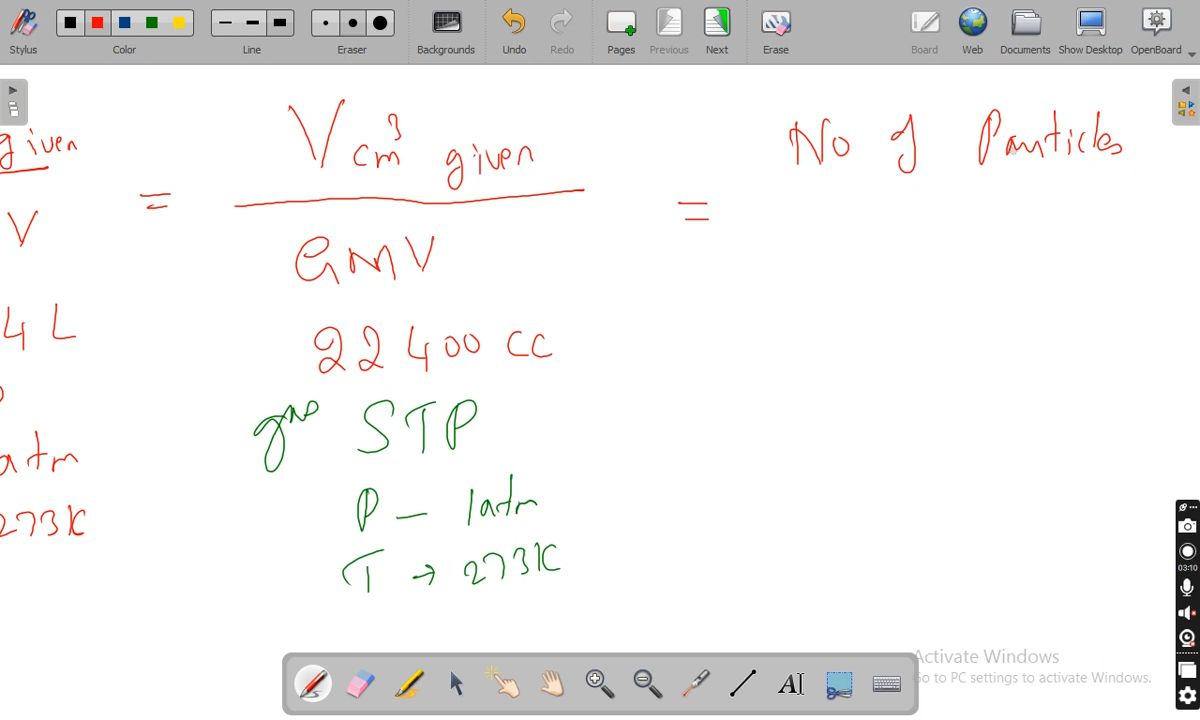 Stylus
Color
Line
Eraser
Backgrounds
Undo
Redo
Pages
Previous
Next
Erase
Board
Web
Documents
Show Desktop
OpenBoard
given
V
4 L
atm
273K
=
V cm³ given
GMV
22400 cc
gas STP
P — 1atm
T → 273K
=
No of Particles
03:10
Activate Windows
Go to PC settings to activate Windows.